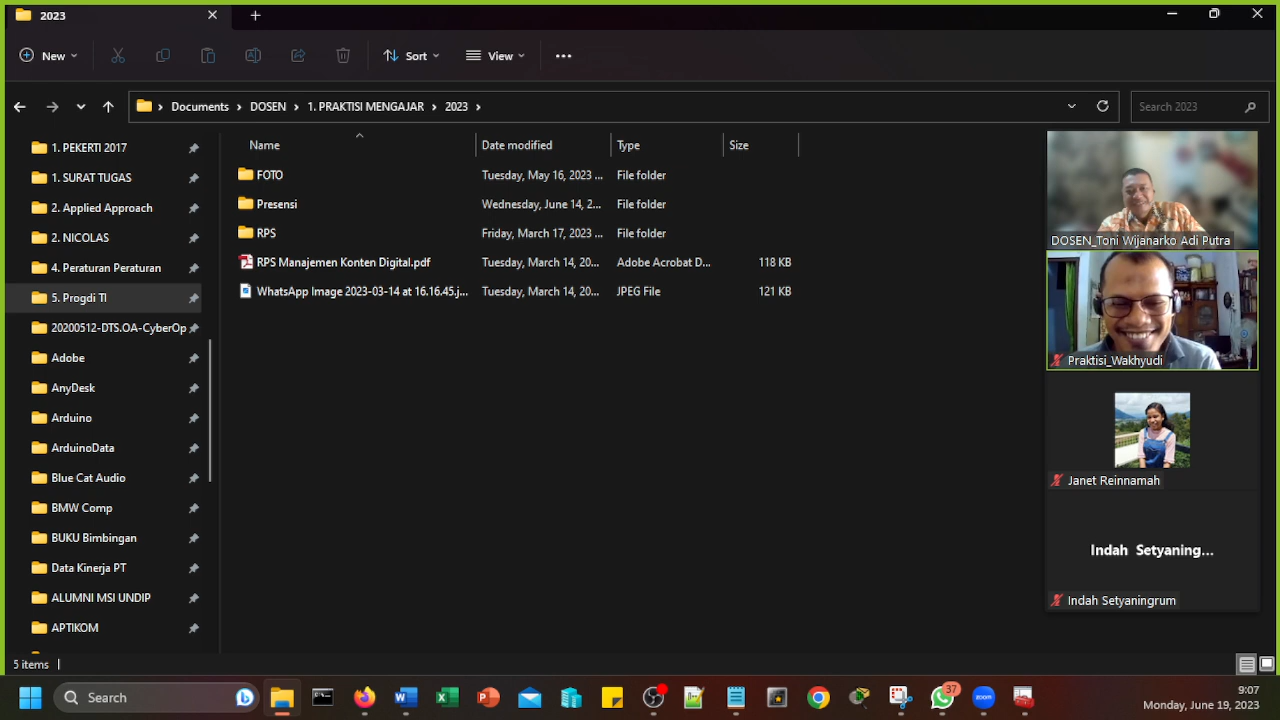 2023
New
Sort
View
Documents
DOSEN
1. PRAKTISI MENGAJAR
2023
Search 2023
1. PEKERTI 2017
1. SURAT TUGAS
2. Applied Approach
2. NICOLAS
4. Peraturan Peraturan
5. Progdi TI
20200512-DTS.OA-CyberOp
Adobe
AnyDesk
Arduino
ArduinoData
Blue Cat Audio
BMW Comp
BUKU Bimbingan
Data Kinerja PT
ALUMNI MSI UNDIP
APTIKOM
Name Date modified Type Size
FOTO Tuesday, May 16, 2023 ... File folder
Presensi Wednesday, June 14, 2... File folder
RPS Friday, March 17, 2023 ... File folder
RPS Manajemen Konten Digital.pdf Tuesday, March 14, 20... Adobe Acrobat D... 118 KB
WhatsApp Image 2023-03-14 at 16.16.45.j... Tuesday, March 14, 20... JPEG File 121 KB
DOSEN_Toni Wijanarko Adi Putra
Praktisi_Wakhyudi
Janet Reinnamah
Indah Setyaning...
Indah Setyaningrum
5 items
Search
37
9:07
Monday, June 19, 2023